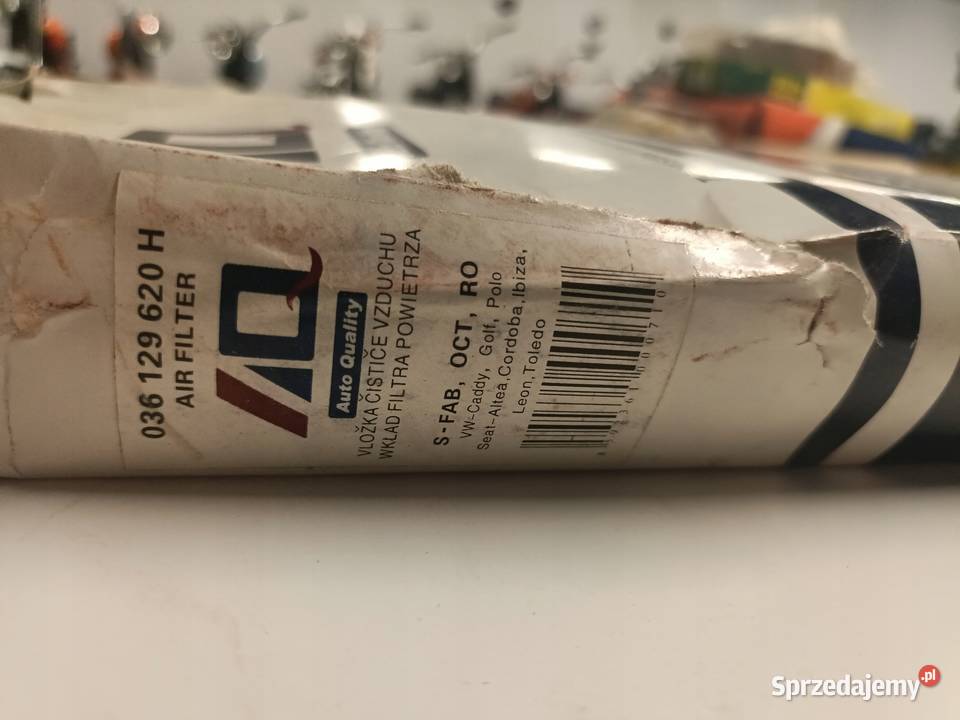 036 129 620 H
AIR FILTER
AQ
Auto Quality
VLOŽKA ČISTIČE VZDUCHU
WKLAD FILTRA POWIETRZA
S-FAB, OCT, RO
VW-Caddy, Golf, Polo
Seat-Altea,Cordoba,Ibiza,
Leon,Toledo
Sprzedajemy.pl